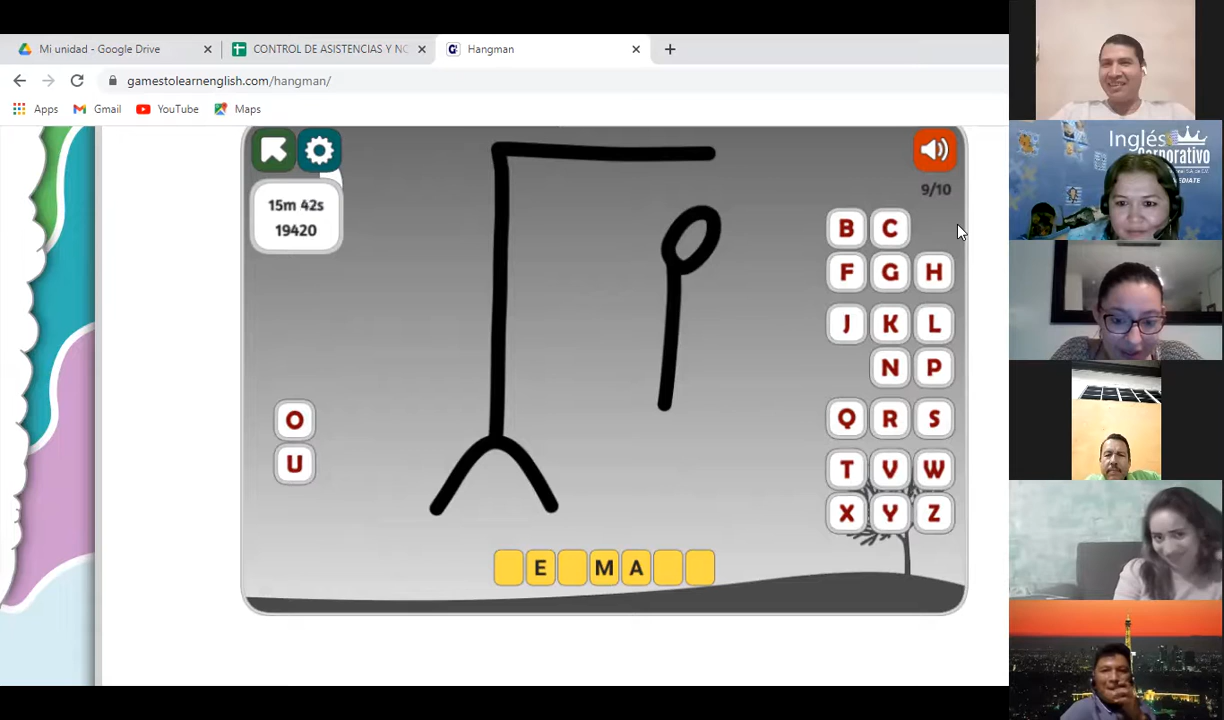 Mi unidad - Google Drive
CONTROL DE ASISTENCIAS Y NO
Hangman
gamestolearnenglish.com/hangman/
Apps
Gmail
YouTube
Maps
15m 42s
19420
9/10
B C
F G H
J K L
N P
Q R S
T V W
X Y Z
O
U
E M A
Inglés
Corporativo